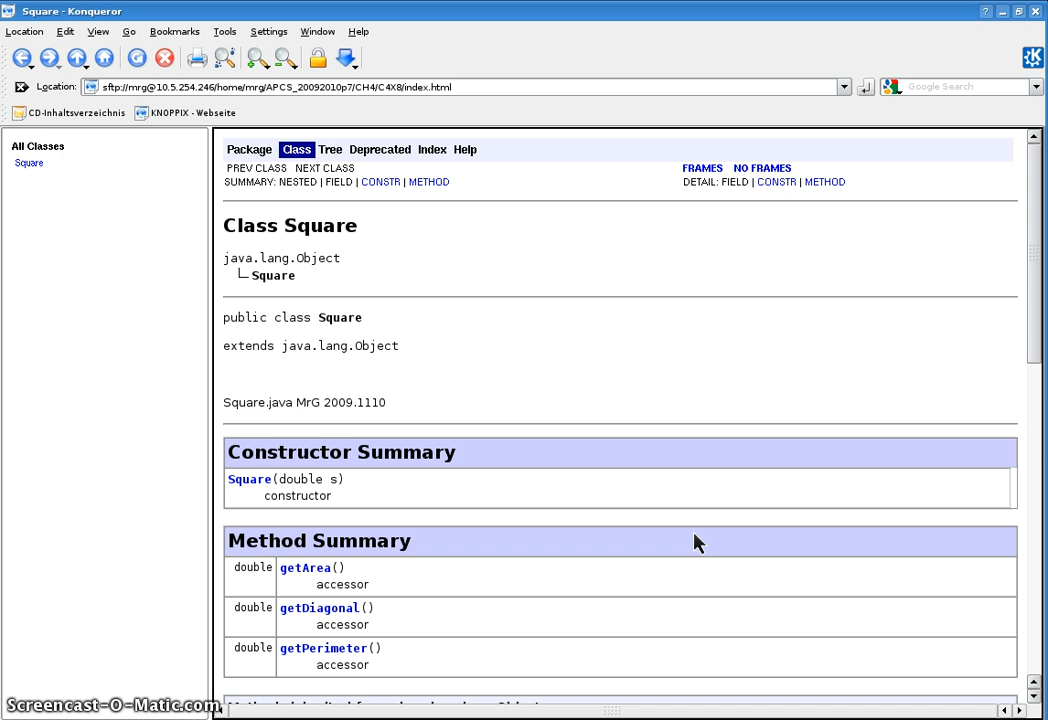 Square - Konqueror
Location Edit View Go Bookmarks Tools Settings Window Help
Location: sftp://mrg@10.5.254.246/home/mrg/APCS_20092010p7/CH4/C4X8/index.html Google Search
CD-Inhaltsverzeichnis KNOPPIX - Webseite
All Classes
Square
Package Class Tree Deprecated Index Help
PREV CLASS NEXT CLASS FRAMES NO FRAMES
SUMMARY: NESTED | FIELD | CONSTR | METHOD DETAIL: FIELD | CONSTR | METHOD
Class Square
java.lang.Object
Square
public class Square
extends java.lang.Object
Square.java MrG 2009.1110
Constructor Summary
Square(double s)
constructor
Method Summary
double getArea()
accessor
double getDiagonal()
accessor
double getPerimeter()
accessor
Screencast-O-Matic.com